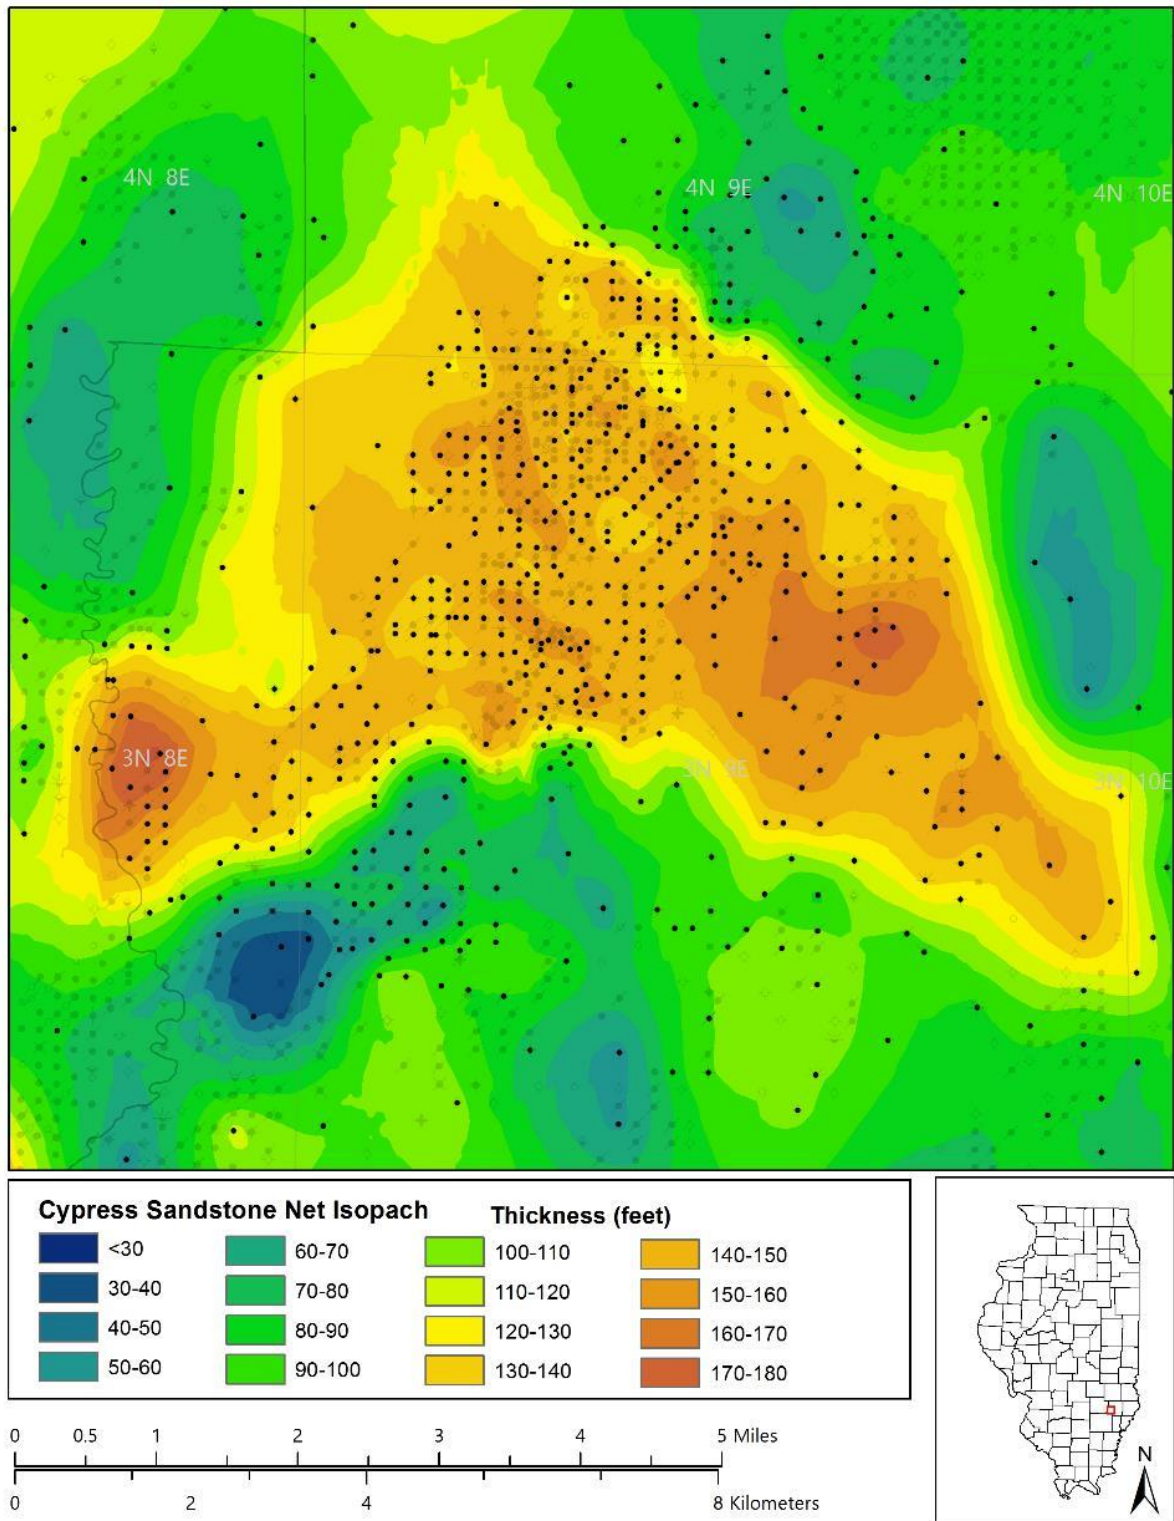 4N 8E
4N 9E
4N 10E
3N 8E
3N 9E
3N 10E
Cypress Sandstone Net Isopach Thickness (feet)
<30 60-70 100-110 140-150
30-40 70-80 110-120 150-160
40-50 80-90 120-130 160-170
50-60 90-100 130-140 170-180
0 0.5 1 2 3 4 5 Miles
0 2 4 8 Kilometers
N